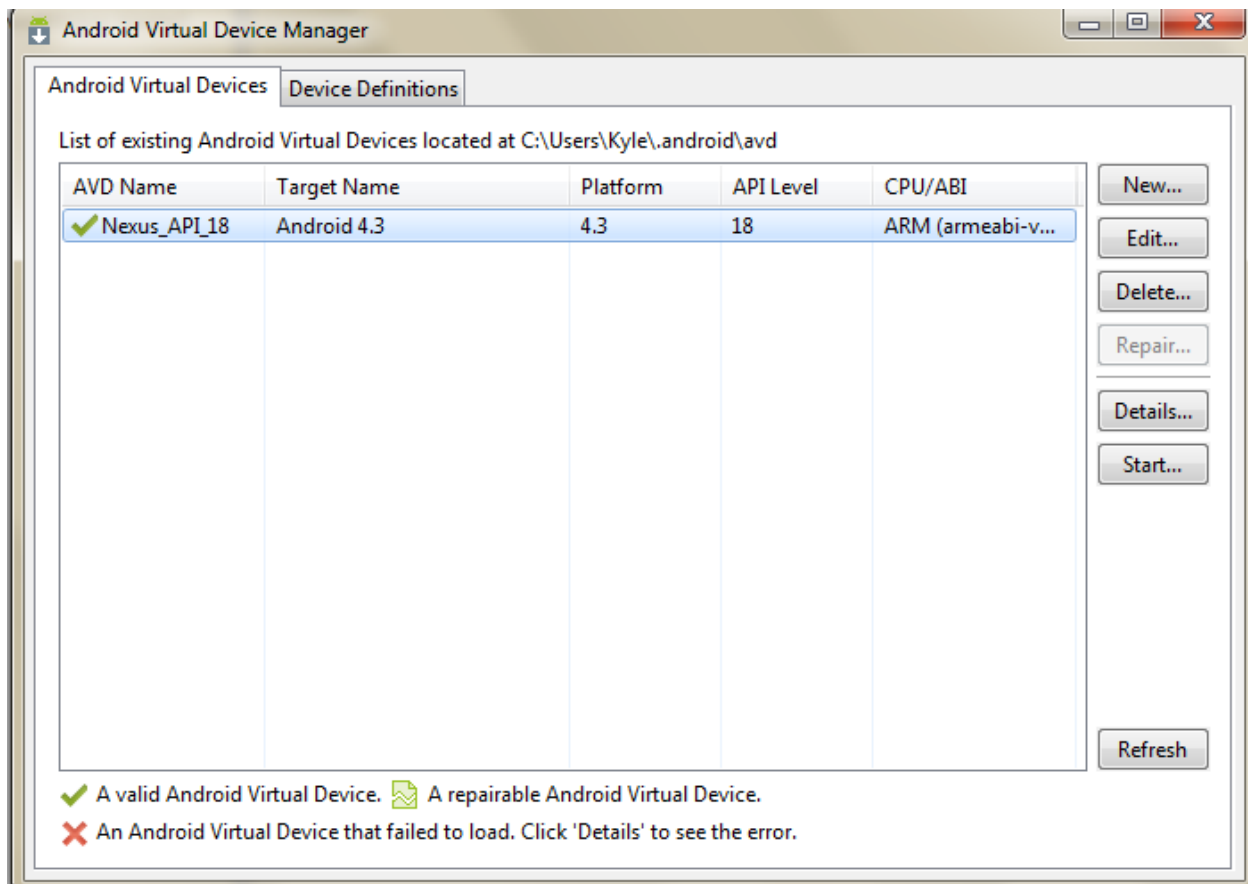 Android Virtual Device Manager
Android Virtual Devices Device Definitions
List of existing Android Virtual Devices located at C:\Users\Kyle\.android\avd
AVD Name Target Name Platform API Level CPU/ABI
Nexus_API_18 Android 4.3 4.3 18 ARM (armeabi-v...
New...
Edit...
Delete...
Repair...
Details...
Start...
Refresh
A valid Android Virtual Device. A repairable Android Virtual Device.
An Android Virtual Device that failed to load. Click 'Details' to see the error.